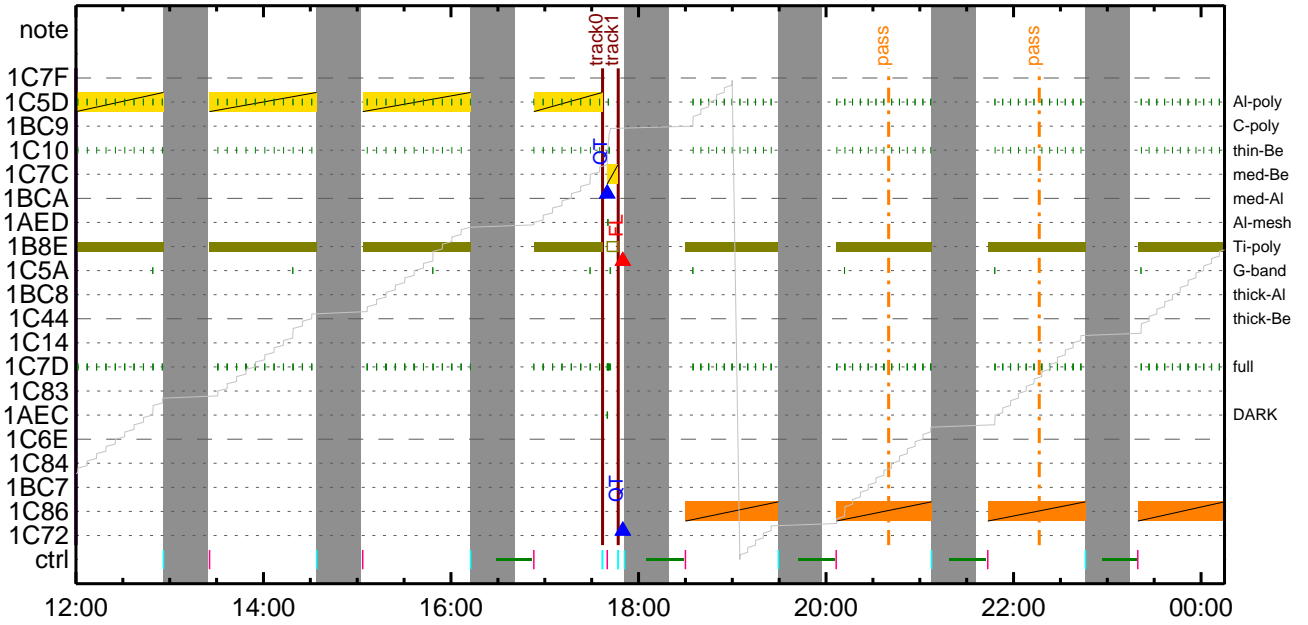 note
track0
track1
pass
pass
1C7F
1C5D Al-poly
1BC9 C-poly
1C10 thin-Be
QT
1C7C med-Be
1BCA med-Al
1AED Al-mesh
FL
1B8E Ti-poly
1C5A G-band
1BC8 thick-Al
1C44 thick-Be
1C14
1C7D full
1C83
1AEC DARK
1C6E
1C84
1BC7
QT
1C86
1C72
ctrl
12:00 14:00 16:00 18:00 20:00 22:00 00:00